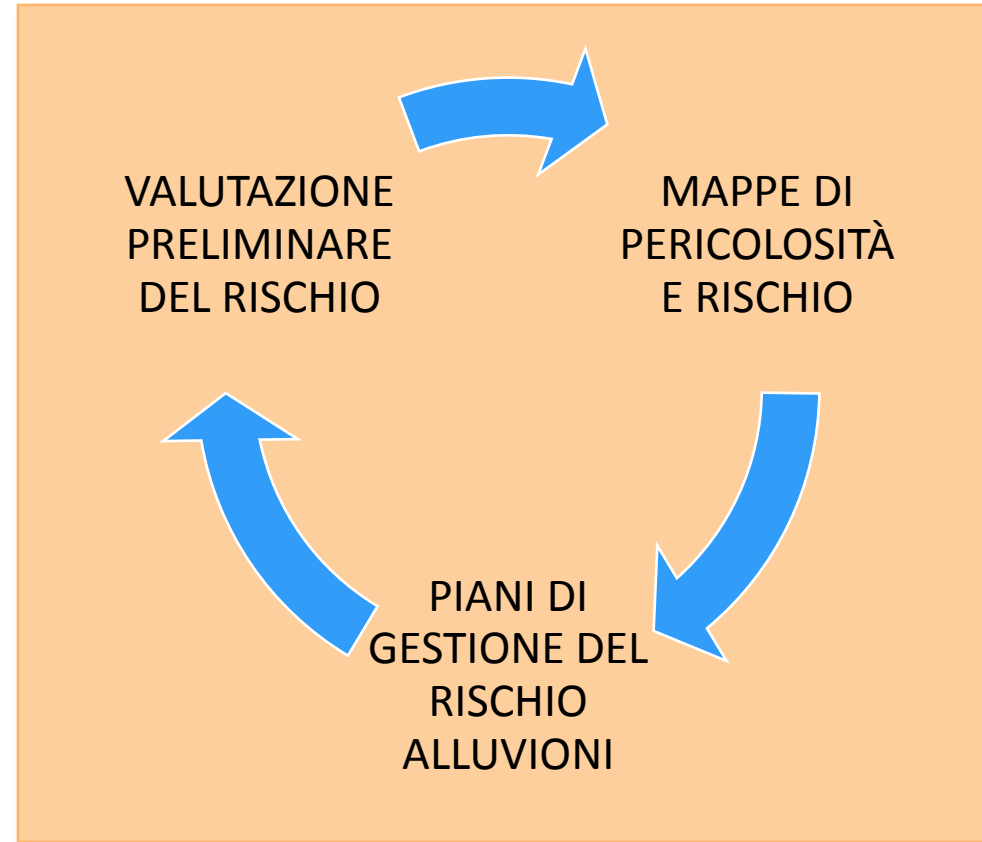 VALUTAZIONE
PRELIMINARE
DEL RISCHIO
MAPPE DI
PERICOLOSITÀ
E RISCHIO
PIANI DI
GESTIONE DEL
RISCHIO
ALLUVIONI